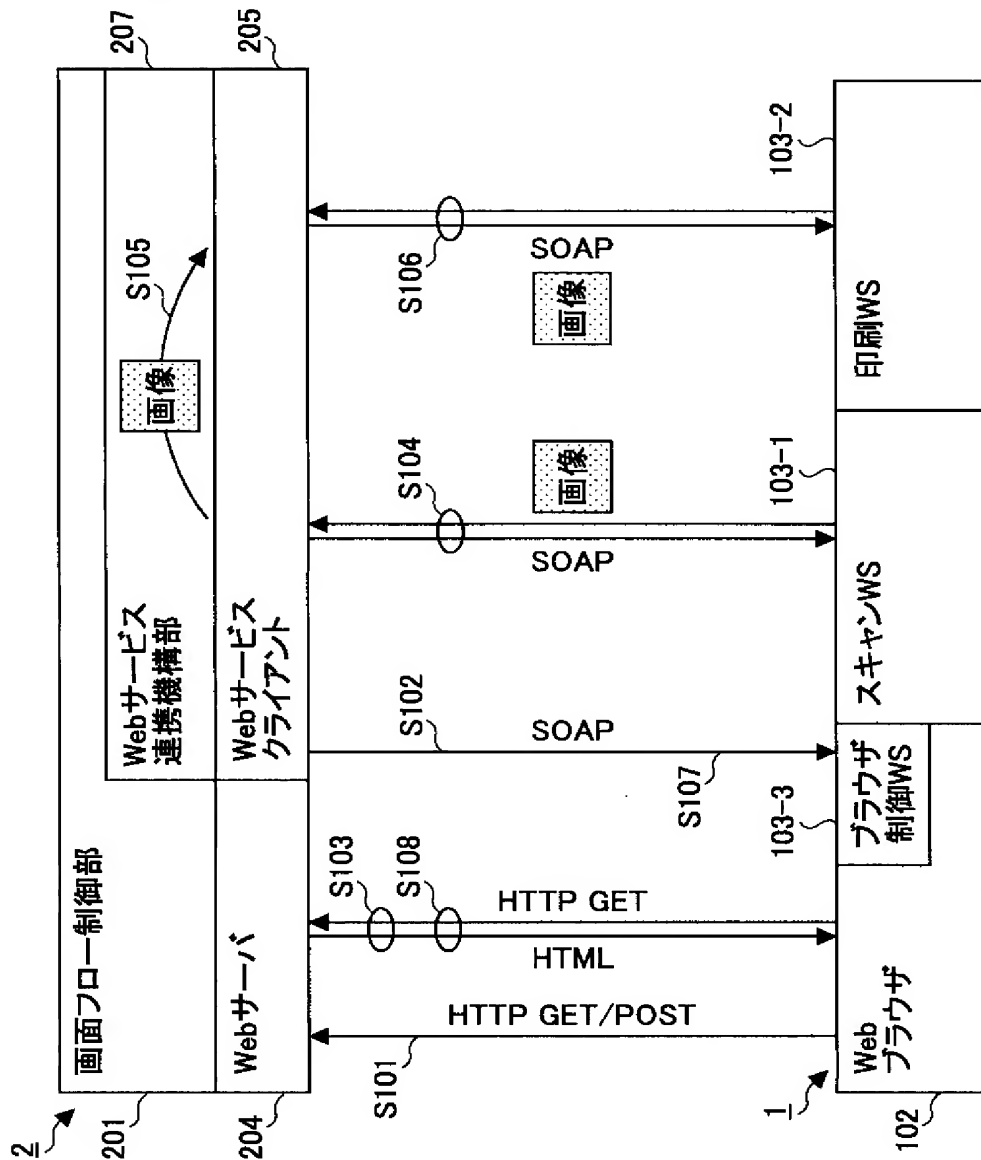 2
画面フロー制御部
201
Webサービス
連携機構部
画像
S105
207
Webサーバ
204
Webサービス
クライアント
205
S101
HTTP GET/POST
S103
S108
HTML
HTTP GET
S102
SOAP
S107
S104
SOAP
画像
S106
SOAP
画像
1
Web
ブラウザ
102
ブラウザ
制御WS
103-3
スキャンWS
103-1
印刷WS
103-2